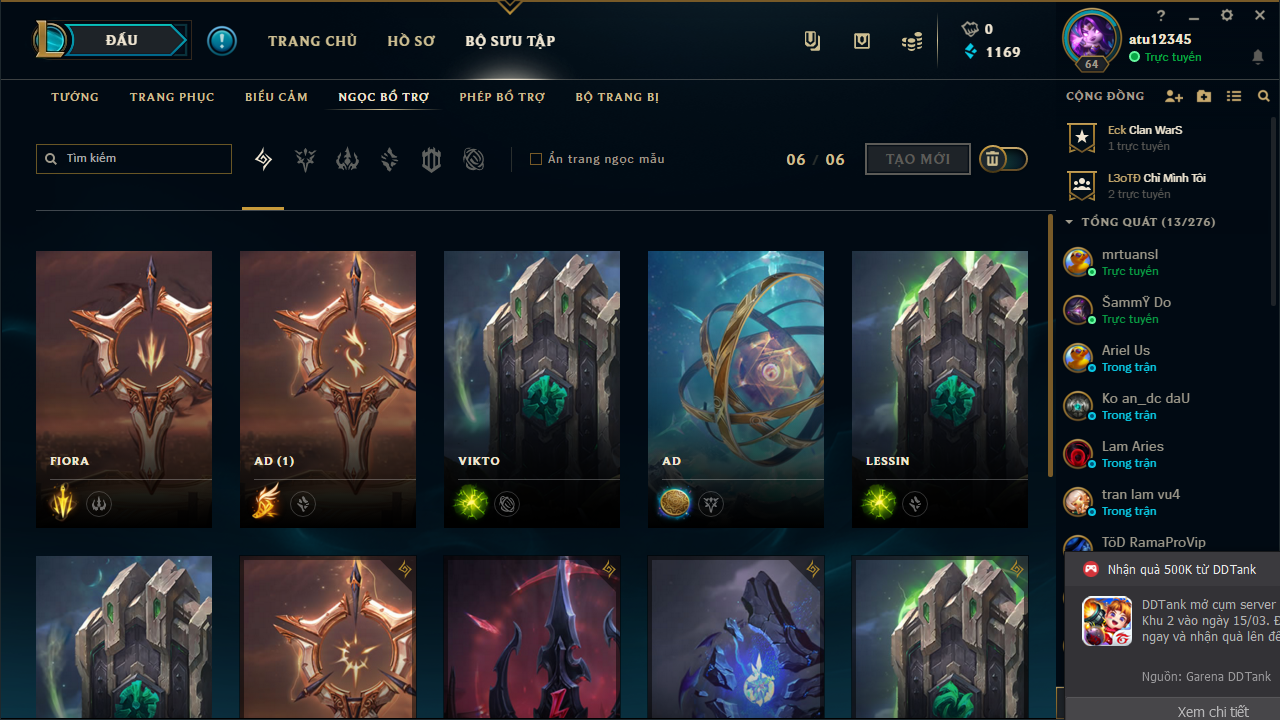 ĐẤU
TRANG CHỦ
HỒ SƠ
BỘ SƯU TẬP
0
1169
64
atu12345
Trực tuyến
TƯỚNG
TRANG PHỤC
BIỂU CẢM
NGỌC BỔ TRỢ
PHÉP BỔ TRỢ
BỘ TRANG BỊ
CỘNG ĐỒNG
Tìm kiếm
Ẩn trang ngọc mẫu
06 / 06
TẠO MỚI
Eck Clan WarS
1 trực tuyến
L3oTĐ Chỉ Mình Tôi
2 trực tuyến
TỔNG QUÁT (13/276)
mrtuansl
Trực tuyến
ŠammŸ Do
Trực tuyến
Ariel Us
Trong trận
Ko an_dc daU
Trong trận
Lam Aries
Trong trận
tran lam vu4
Trong trận
TöD RamaProVip
FIORA
AD (1)
VIKTO
AD
LESSIN
Nhận quà 500K từ DDTank
DDTank mở cụm server
Khu 2 vào ngày 15/03. Đ
ngay và nhận quà lên đế
Nguồn: Garena DDTank
Xem chi tiết